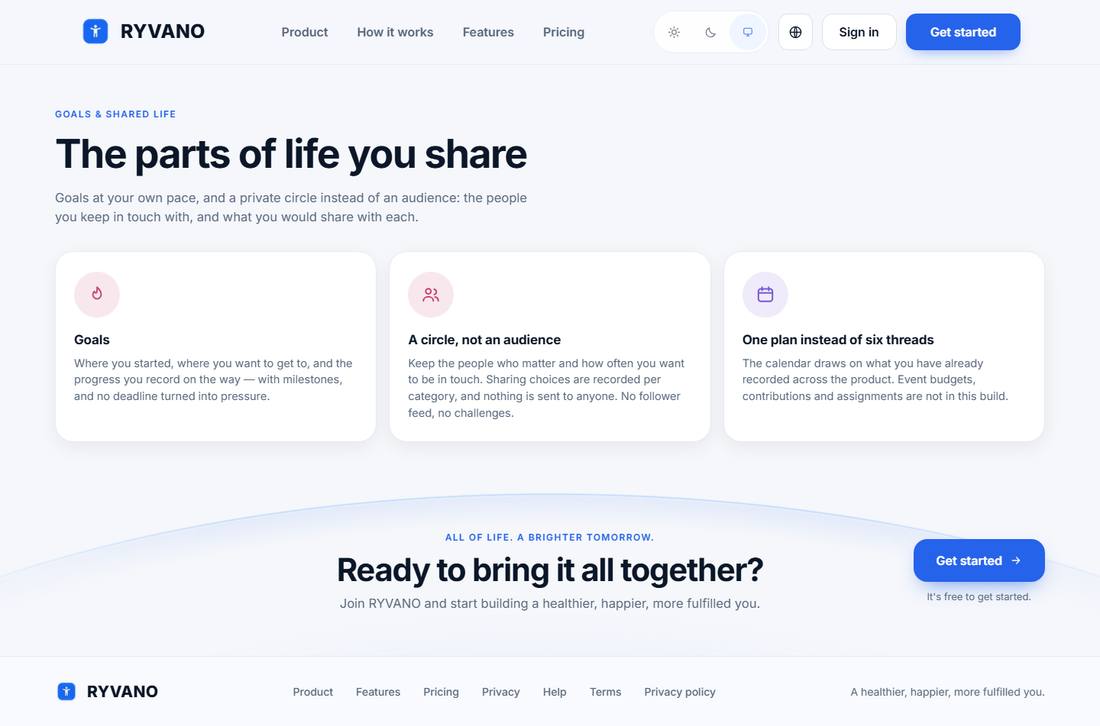 RYVANO
Product How it works Features Pricing
Sign in
Get started
GOALS & SHARED LIFE
The parts of life you share
Goals at your own pace, and a private circle instead of an audience: the people
you keep in touch with, and what you would share with each.
Goals
Where you started, where you want to get to, and the
progress you record on the way — with milestones,
and no deadline turned into pressure.
A circle, not an audience
Keep the people who matter and how often you want
to be in touch. Sharing choices are recorded per
category, and nothing is sent to anyone. No follower
feed, no challenges.
One plan instead of six threads
The calendar draws on what you have already
recorded across the product. Event budgets,
contributions and assignments are not in this build.
ALL OF LIFE. A BRIGHTER TOMORROW.
Ready to bring it all together?
Join RYVANO and start building a healthier, happier, more fulfilled you.
Get started →
It's free to get started.
RYVANO
Product Features Pricing Privacy Help Terms Privacy policy
A healthier, happier, more fulfilled you.